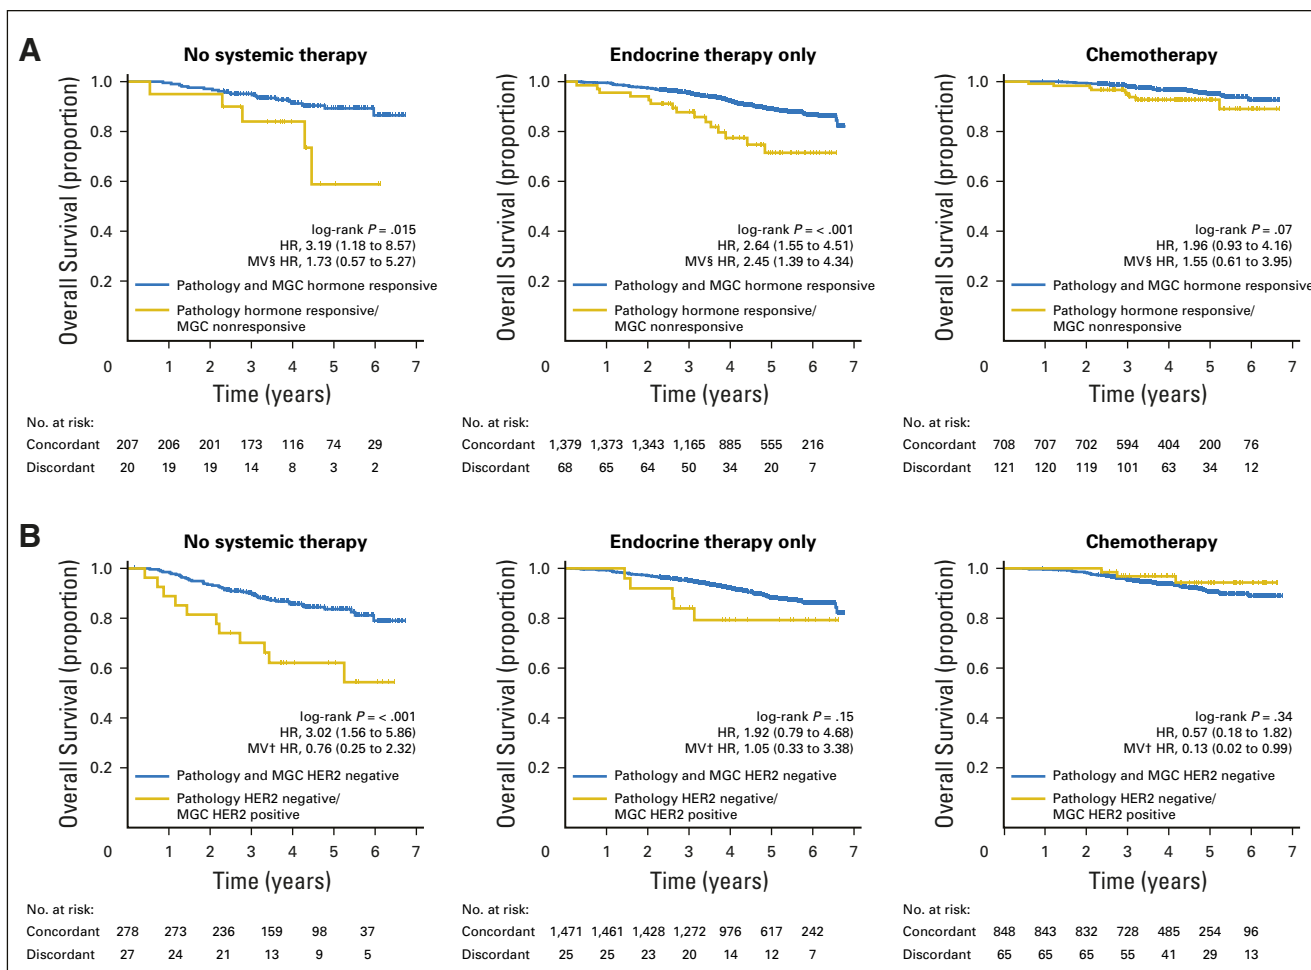 A
No systemic therapy
Overall Survival (proportion)
1.0
0.8
0.6
0.4
0.2
log-rank P = .015
HR, 3.19 (1.18 to 8.57)
MV§ HR, 1.73 (0.57 to 5.27)
Pathology and MGC hormone responsive
Pathology hormone responsive/
MGC nonresponsive
0 1 2 3 4 5 6 7
Time (years)
No. at risk:
Concordant 207 206 201 173 116 74 29
Discordant 20 19 19 14 8 3 2
Endocrine therapy only
Overall Survival (proportion)
1.0
0.8
0.6
0.4
0.2
log-rank P = < .001
HR, 2.64 (1.55 to 4.51)
MV§ HR, 2.45 (1.39 to 4.34)
Pathology and MGC hormone responsive
Pathology hormone responsive/
MGC nonresponsive
0 1 2 3 4 5 6 7
Time (years)
No. at risk:
Concordant 1,379 1,373 1,343 1,165 885 555 216
Discordant 68 65 64 50 34 20 7
Chemotherapy
Overall Survival (proportion)
1.0
0.8
0.6
0.4
0.2
log-rank P = .07
HR, 1.96 (0.93 to 4.16)
MV§ HR, 1.55 (0.61 to 3.95)
Pathology and MGC hormone responsive
Pathology hormone responsive/
MGC nonresponsive
0 1 2 3 4 5 6 7
Time (years)
No. at risk:
Concordant 708 707 702 594 404 200 76
Discordant 121 120 119 101 63 34 12
B
No systemic therapy
Overall Survival (proportion)
1.0
0.8
0.6
0.4
0.2
log-rank P = < .001
HR, 3.02 (1.56 to 5.86)
MV† HR, 0.76 (0.25 to 2.32)
Pathology and MGC HER2 negative
Pathology HER2 negative/
MGC HER2 positive
0 1 2 3 4 5 6 7
Time (years)
No. at risk:
Concordant 278 273 236 159 98 37
Discordant 27 24 21 13 9 5
Endocrine therapy only
Overall Survival (proportion)
1.0
0.8
0.6
0.4
0.2
log-rank P = .15
HR, 1.92 (0.79 to 4.68)
MV† HR, 1.05 (0.33 to 3.38)
Pathology and MGC HER2 negative
Pathology HER2 negative/
MGC HER2 positive
0 1 2 3 4 5 6 7
Time (years)
No. at risk:
Concordant 1,471 1,461 1,428 1,272 976 617 242
Discordant 25 25 23 20 14 12 7
Chemotherapy
Overall Survival (proportion)
1.0
0.8
0.6
0.4
0.2
log-rank P = .34
HR, 0.57 (0.18 to 1.82)
MV† HR, 0.13 (0.02 to 0.99)
Pathology and MGC HER2 negative
Pathology HER2 negative/
MGC HER2 positive
0 1 2 3 4 5 6 7
Time (years)
No. at risk:
Concordant 848 843 832 728 485 254 96
Discordant 65 65 65 55 41 29 13